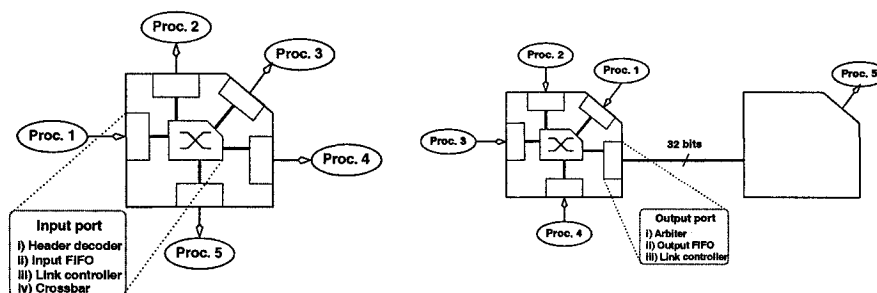 Proc. 2
Proc. 3
Proc. 1
Proc. 4
Proc. 5
Input port
i) Header decoder
ii) Input FIFO
iii) Link controller
iv) Crossbar
Proc. 2
Proc. 1
Proc. 3
Proc. 4
32 bits
Proc. 5
Output port
i) Arbiter
ii) Output FIFO
iii) Link controller